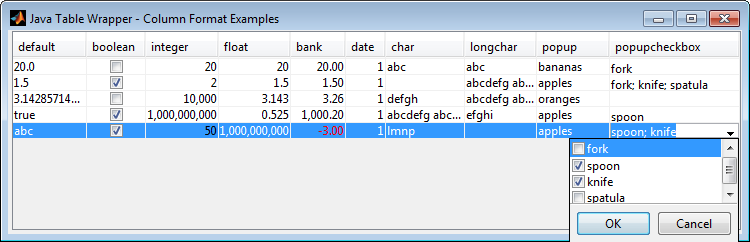 Java Table Wrapper - Column Format Examples
default boolean integer float bank date char longchar popup popupcheckbox
20.0 20 20 20.00 1 abc abc bananas fork
1.5 2 1.5 1.50 1 abcdefg ab... apples fork; knife; spatula
3.14285714... 10,000 3.143 3.26 1 defgh abcdefg ab... oranges
true 1,000,000,000 0.525 1,000.20 1 abcdefg abc... efghi apples spoon
abc 50 1,000,000,000 -3.00 1 lmnp apples spoon; knife
fork
spoon
knife
spatula
OK Cancel